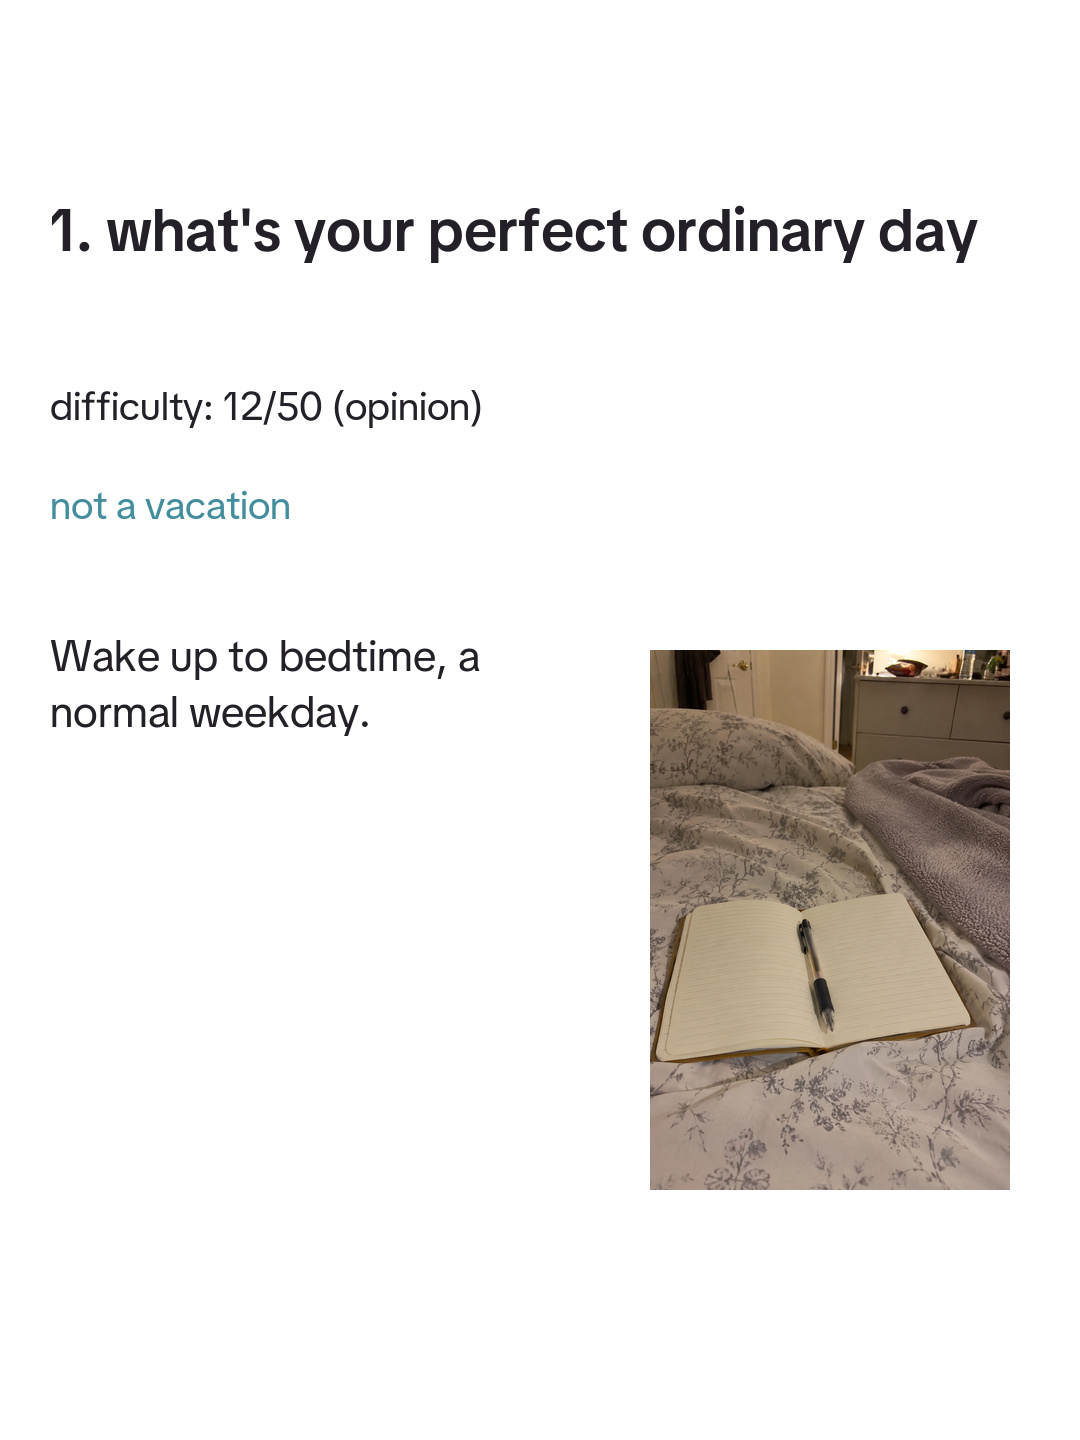 1. what's your perfect ordinary day
difficulty: 12/50 (opinion)
not a vacation
Wake up to bedtime, a
normal weekday.